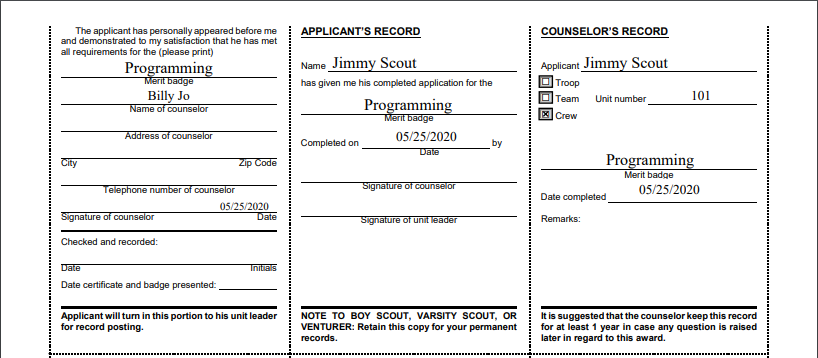 The applicant has personally appeared before me
and demonstrated to my satisfaction that he has met
all requirements for the (please print)
Programming
Merit badge
Billy Jo
Name of counselor
Address of counselor
City Zip Code
Telephone number of counselor
05/25/2020
Signature of counselor Date
Checked and recorded:
Date Initials
Date certificate and badge presented:
Applicant will turn in this portion to his unit leader
for record posting.
APPLICANT'S RECORD
Name Jimmy Scout
has given me his completed application for the
Programming
Merit badge
Completed on 05/25/2020 by
Date
Signature of counselor
Signature of unit leader
NOTE TO BOY SCOUT, VARSITY SCOUT, OR
VENTURER: Retain this copy for your permanent
records.
COUNSELOR'S RECORD
Applicant Jimmy Scout
Troop
Team Unit number 101
Crew
Programming
Merit badge
Date completed 05/25/2020
Remarks:
It is suggested that the counselor keep this record
for at least 1 year in case any question is raised
later in regard to this award.